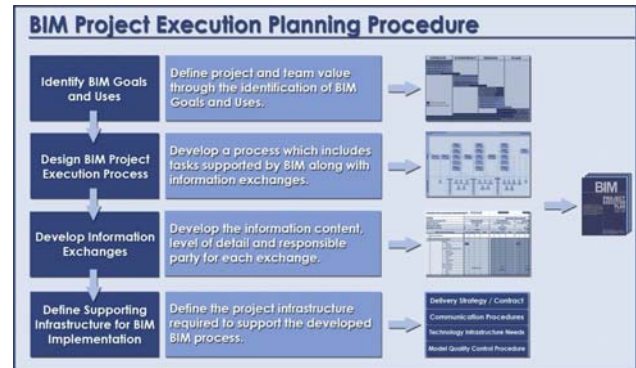 BIM Project Execution Planning Procedure
Identify BIM Goals
and Uses
Define project and team value
through the identification of BIM
Goals and Uses.
Design BIM Project
Execution Process
Develop a process which includes
tasks supported by BIM along with
information exchanges.
BIM
PROJECT
PLAN
Develop Information
Exchanges
Develop the information content,
level of detail and responsible
party for each exchange.
Define Supporting
Infrastructure for BIM
Implementation
Define the project infrastructure
required to support the developed
BIM process.
Delivery Strategy / Contract
Communication Procedures
Technology Infrastructure Needs
Model Quality Control Procedure